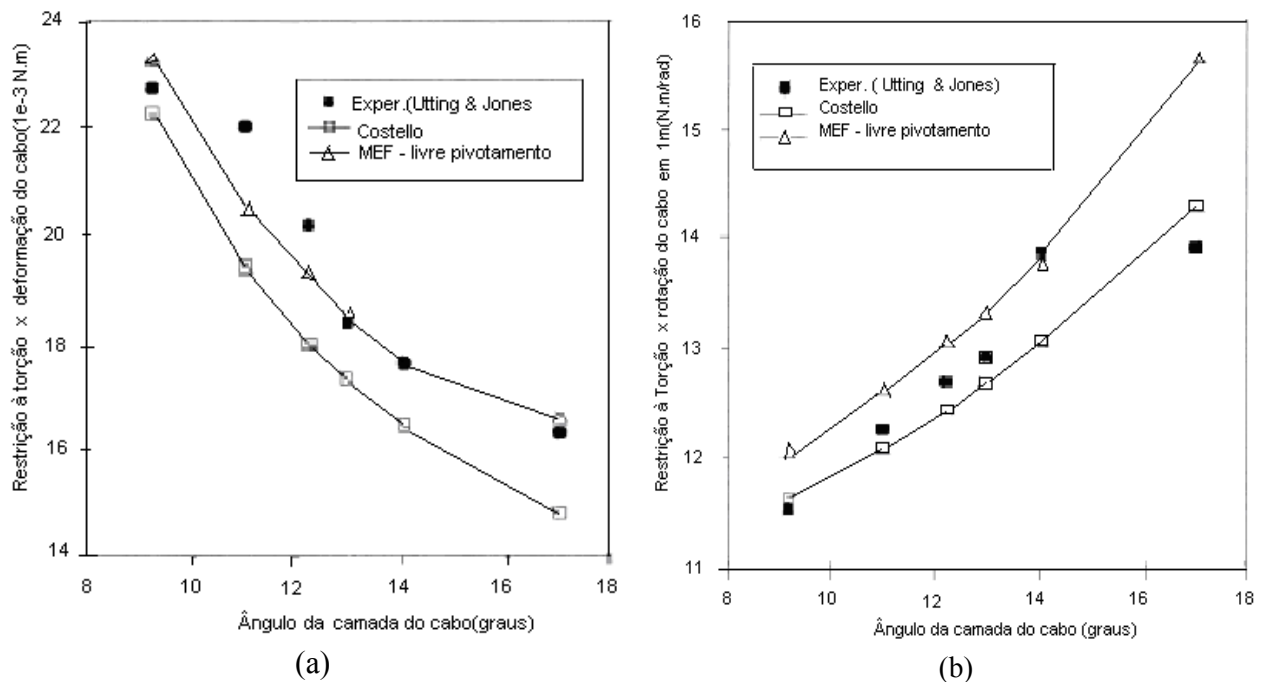 Restrição à torção x deformação do cabo(1e-3 N.m)
24
22
20
18
16
14
Exper.(Utting & Jones
Costello
MEF - livre pivotamento
8
10
12
14
16
18
Ângulo da camada do cabo(graus)
(a)
Restrição à Torção x rotação do cabo em 1m(N.m/rad)
16
15
14
13
12
11
Exper. ( Utting & Jones)
Costello
MEF - livre pivotamento
8
10
12
14
16
18
Ângulo da camada do cabo (graus)
(b)